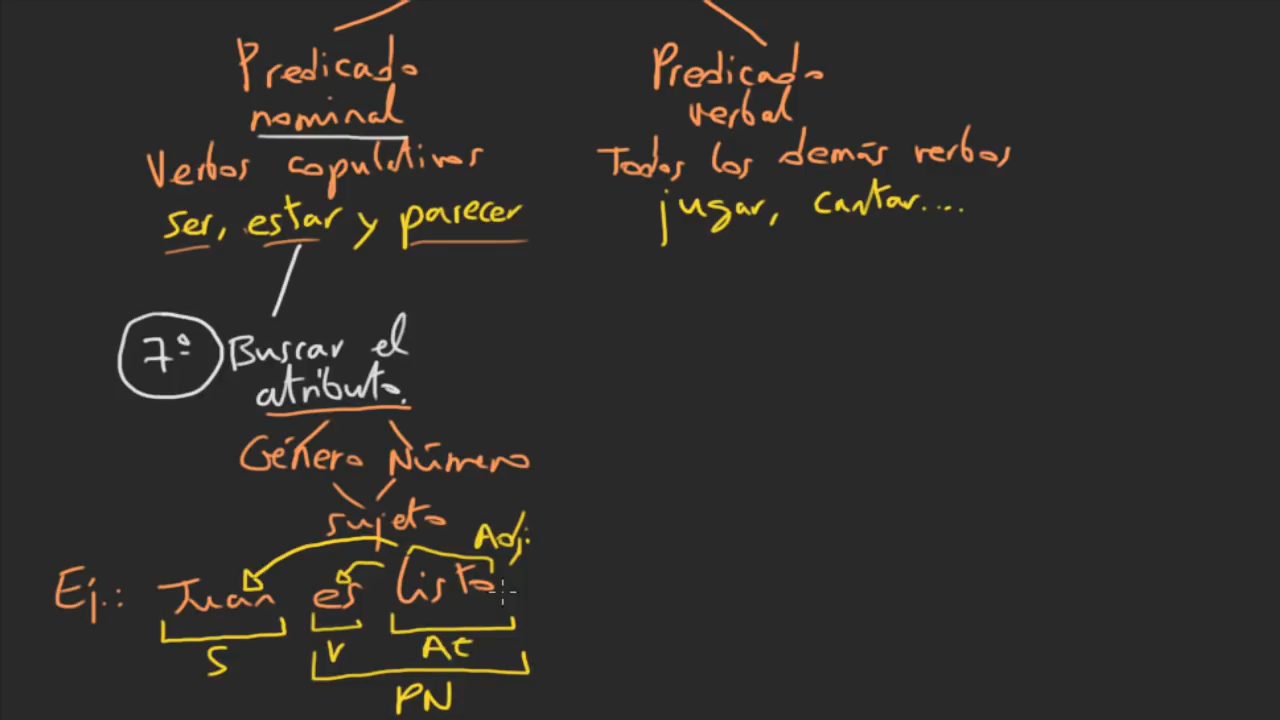 Predicado
nominal
Verbos copulativos
ser, estar y parecer
Predicado
verbal
Todos los demás verbos
jugar, cantar....
7º Buscar el
atributo.
Género Número
sujeto
Adj.
Ej.: Juan es listo
S V At
PN